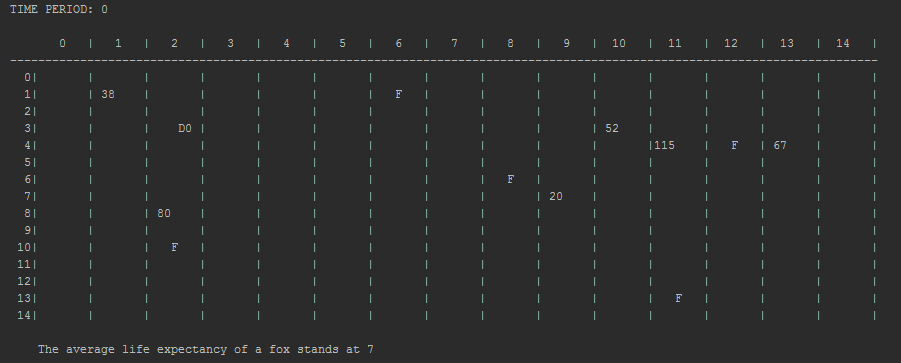 TIME PERIOD: 0
       0   |   1   |   2   |   3   |   4   |   5   |   6   |   7   |   8   |   9   |  10   |  11   |  12   |  13   |  14   |
----------------------------------------------------------------------------------------------------------------------------
  0|       |       |       |       |       |       |       |       |       |       |       |       |       |       |       |
  1|       | 38    |       |       |       |       |   F   |       |       |       |       |       |       |       |       |
  2|       |       |       |       |       |       |       |       |       |       |       |       |       |       |       |
  3|       |       |    D0 |       |       |       |       |       |       |       | 52    |       |       |       |       |
  4|       |       |       |       |       |       |       |       |       |       |       |115    |   F   | 67    |       |
  5|       |       |       |       |       |       |       |       |       |       |       |       |       |       |       |
  6|       |       |       |       |       |       |       |       |   F   |       |       |       |       |       |       |
  7|       |       |       |       |       |       |       |       |       | 20    |       |       |       |       |       |
  8|       |       | 80    |       |       |       |       |       |       |       |       |       |       |       |       |
  9|       |       |       |       |       |       |       |       |       |       |       |       |       |       |       |
 10|       |       |   F   |       |       |       |       |       |       |       |       |       |       |       |       |
 11|       |       |       |       |       |       |       |       |       |       |       |       |       |       |       |
 12|       |       |       |       |       |       |       |       |       |       |       |       |       |       |       |
 13|       |       |       |       |       |       |       |       |       |       |       |   F   |       |       |       |
 14|       |       |       |       |       |       |       |       |       |       |       |       |       |       |       |
    The average life expectancy of a fox stands at 7